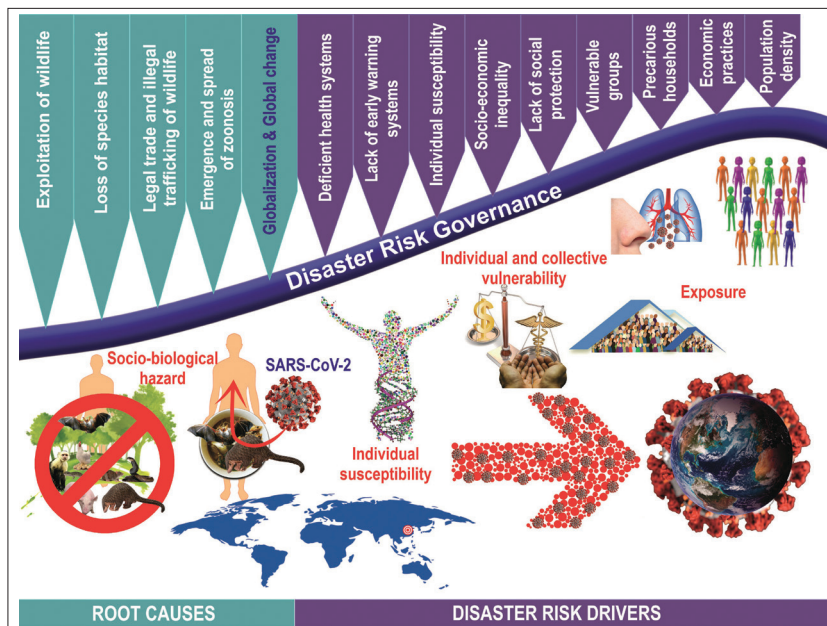 Exploitation of wildlife
Loss of species habitat
Legal trade and illegal
trafficking of wildlife
Emergence and spread
of zoonosis
Globalization & Global change
Deficient health systems
Lack of early warning
systems
Individual susceptibility
Socio-economic
inequality
Lack of social
protection
Vulnerable
groups
Precarious
households
Economic
practices
Population
density
Disaster Risk Governance
Individual and collective
vulnerability
Exposure
Socio-biological
hazard
SARS-CoV-2
Individual
susceptibility
$
ROOT CAUSES
DISASTER RISK DRIVERS